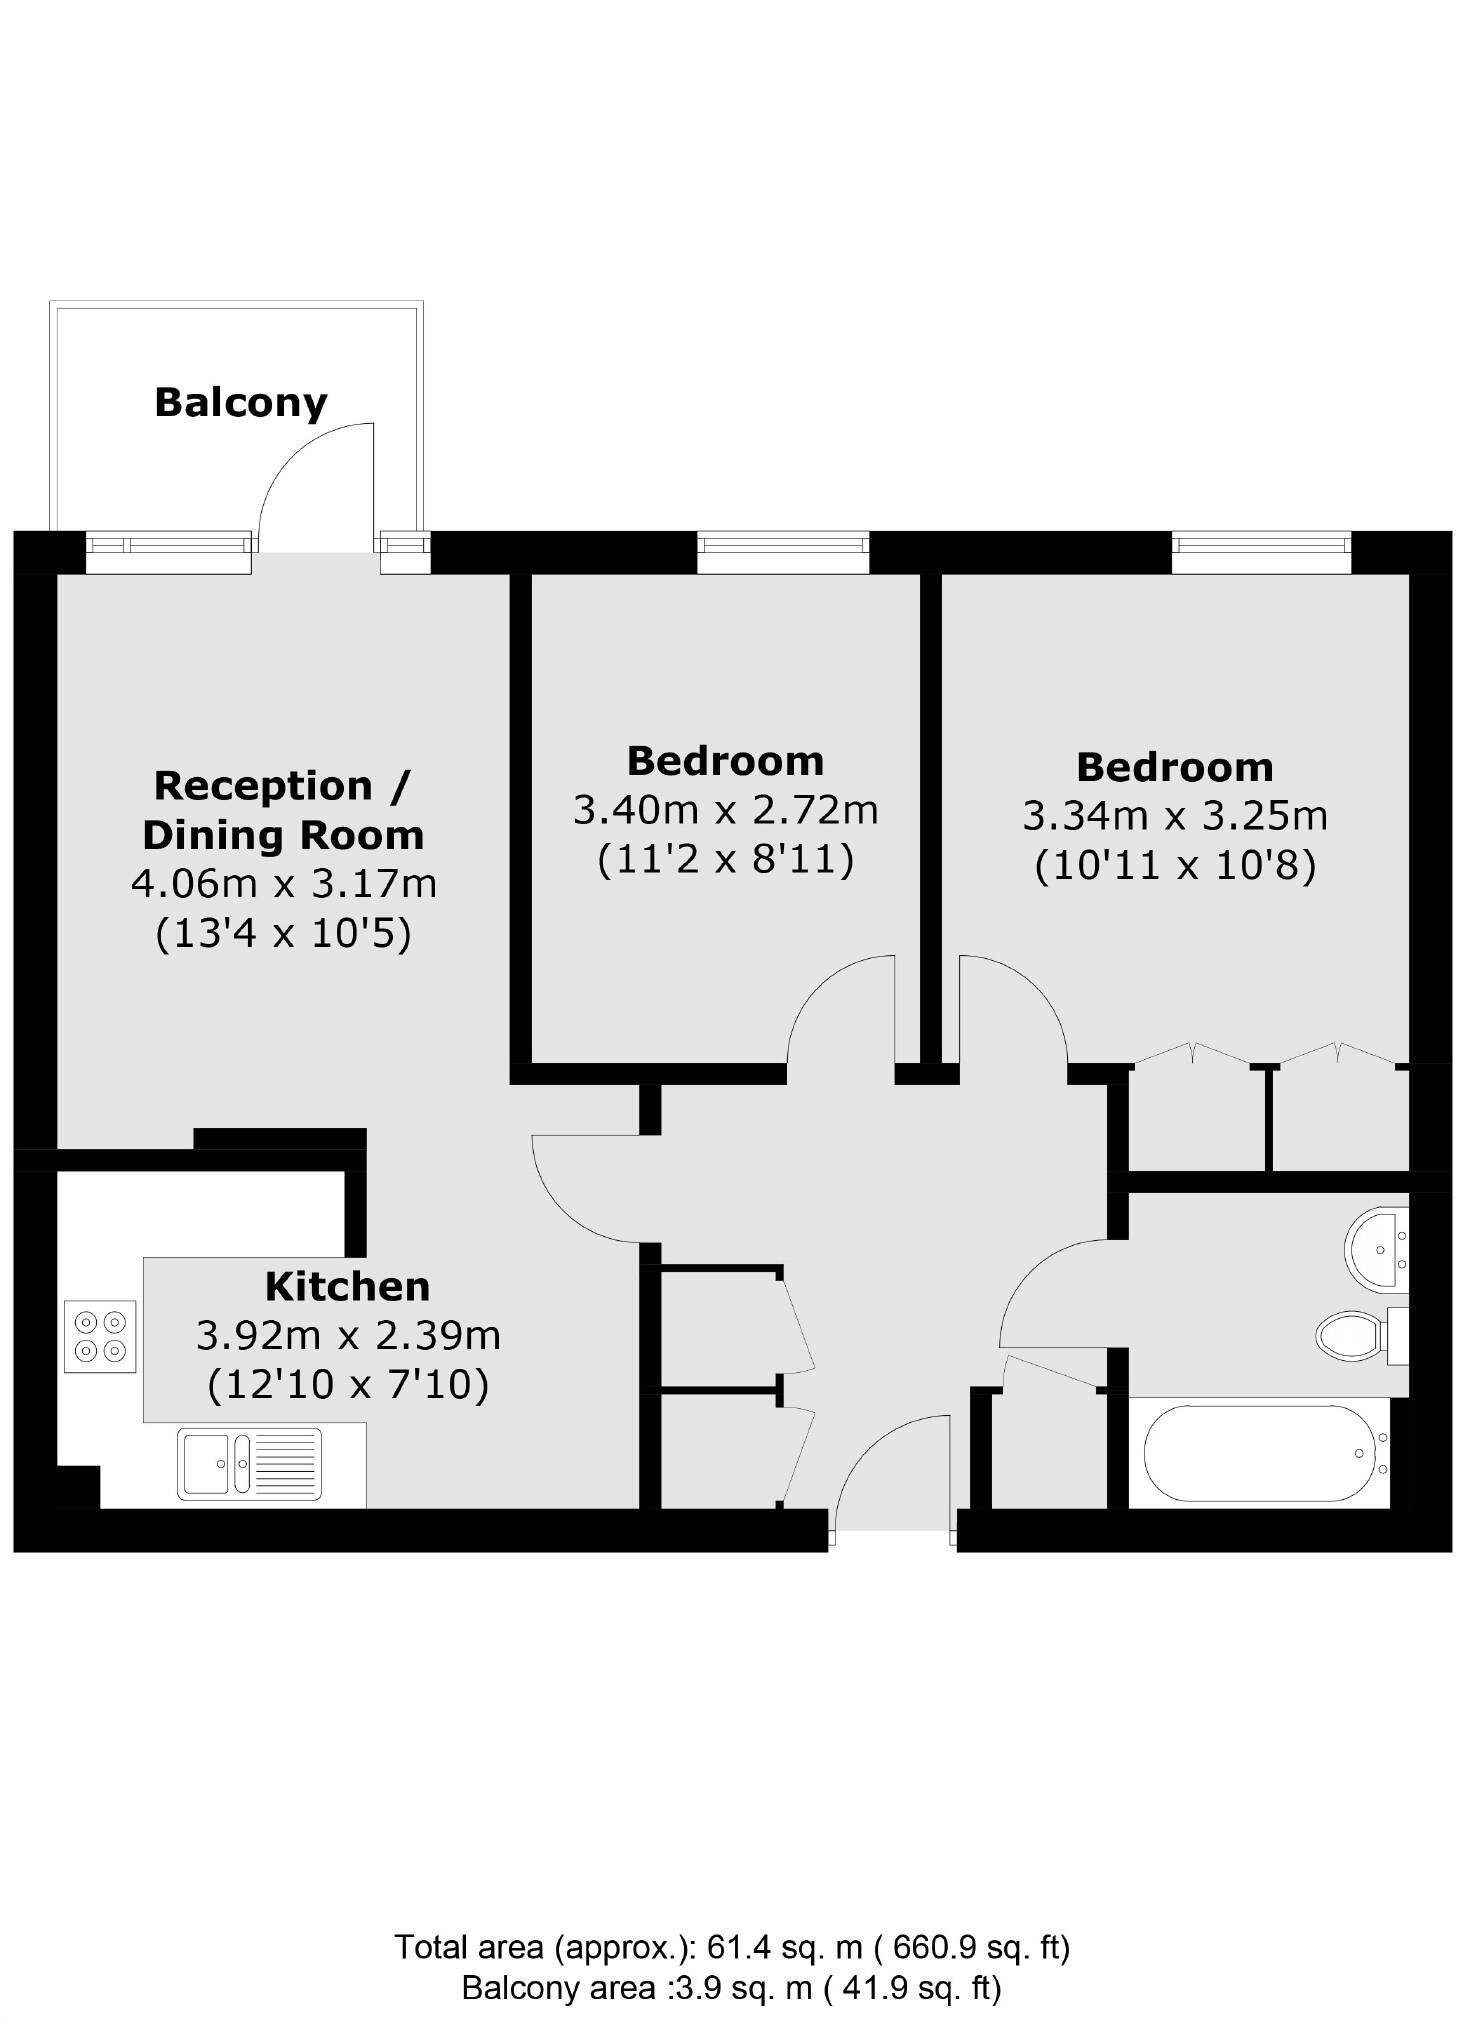 Balcony
Reception /
Dining Room
4.06m x 3.17m
(13'4 x 10'5)
Bedroom
3.40m x 2.72m
(11'2 x 8'11)
Bedroom
3.34m x 3.25m
(10'11 x 10'8)
Kitchen
3.92m x 2.39m
(12'10 x 7'10)
Total area (approx.): 61.4 sq. m ( 660.9 sq. ft)
Balcony area :3.9 sq. m ( 41.9 sq. ft)